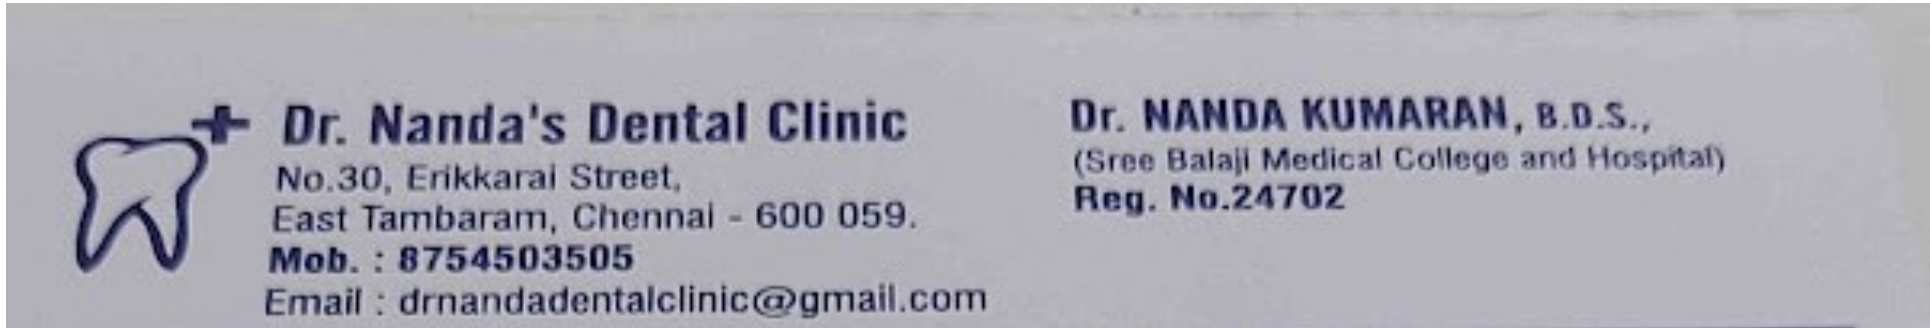 Dr. Nanda's Dental Clinic
No.30, Erikkarai Street,
East Tambaram, Chennai - 600 059.
Mob. : 8754503505
Email : drnandadentalclinic@gmail.com
Dr. NANDA KUMARAN, B.D.S.,
(Sree Balaji Medical College and Hospital)
Reg. No.24702